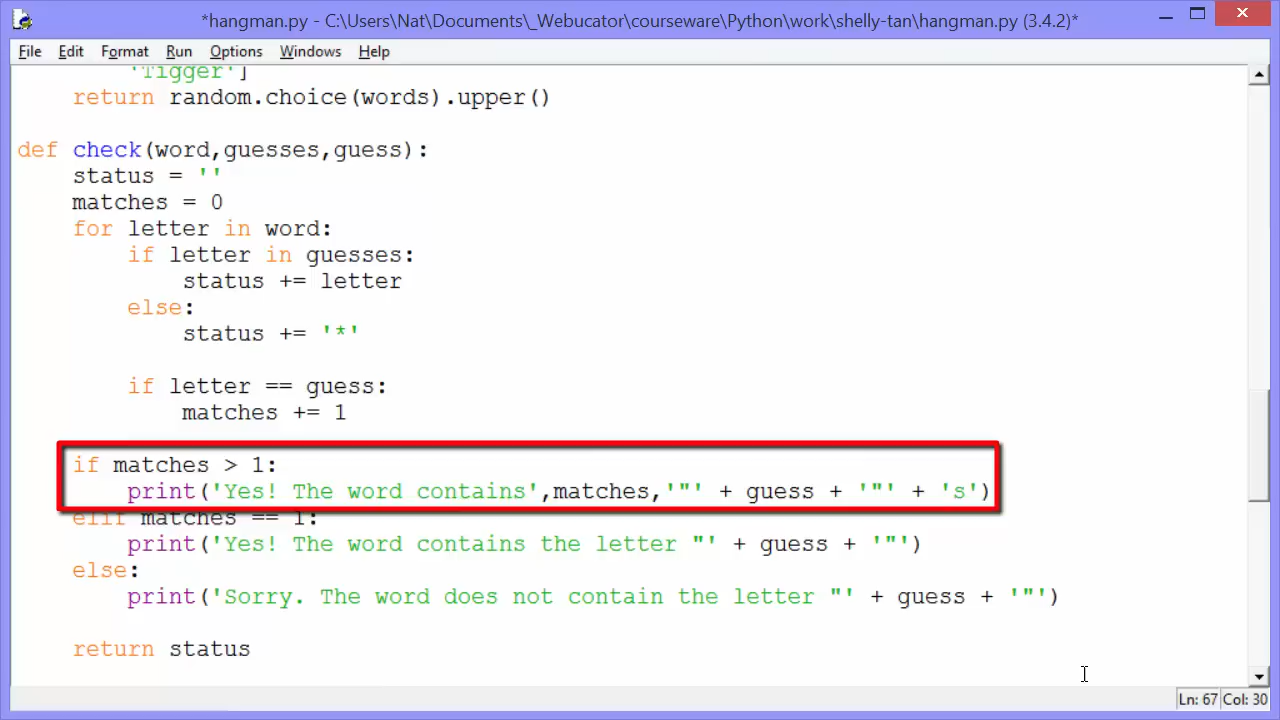 *hangman.py - C:\Users\Nat\Documents\_Webucator\courseware\Python\work\shelly-tan\hangman.py (3.4.2)*
File Edit Format Run Options Windows Help
'Tigger']
return random.choice(words).upper()
def check(word,guesses,guess):
status = ''
matches = 0
for letter in word:
if letter in guesses:
status += letter
else:
status += '*'
if letter == guess:
matches += 1
if matches > 1:
print('Yes! The word contains',matches,'"' + guess + '"' + 's')
elif matches == 1:
print('Yes! The word contains the letter "' + guess + '"')
else:
print('Sorry. The word does not contain the letter "' + guess + '"')
return status
Ln: 67 Col: 30